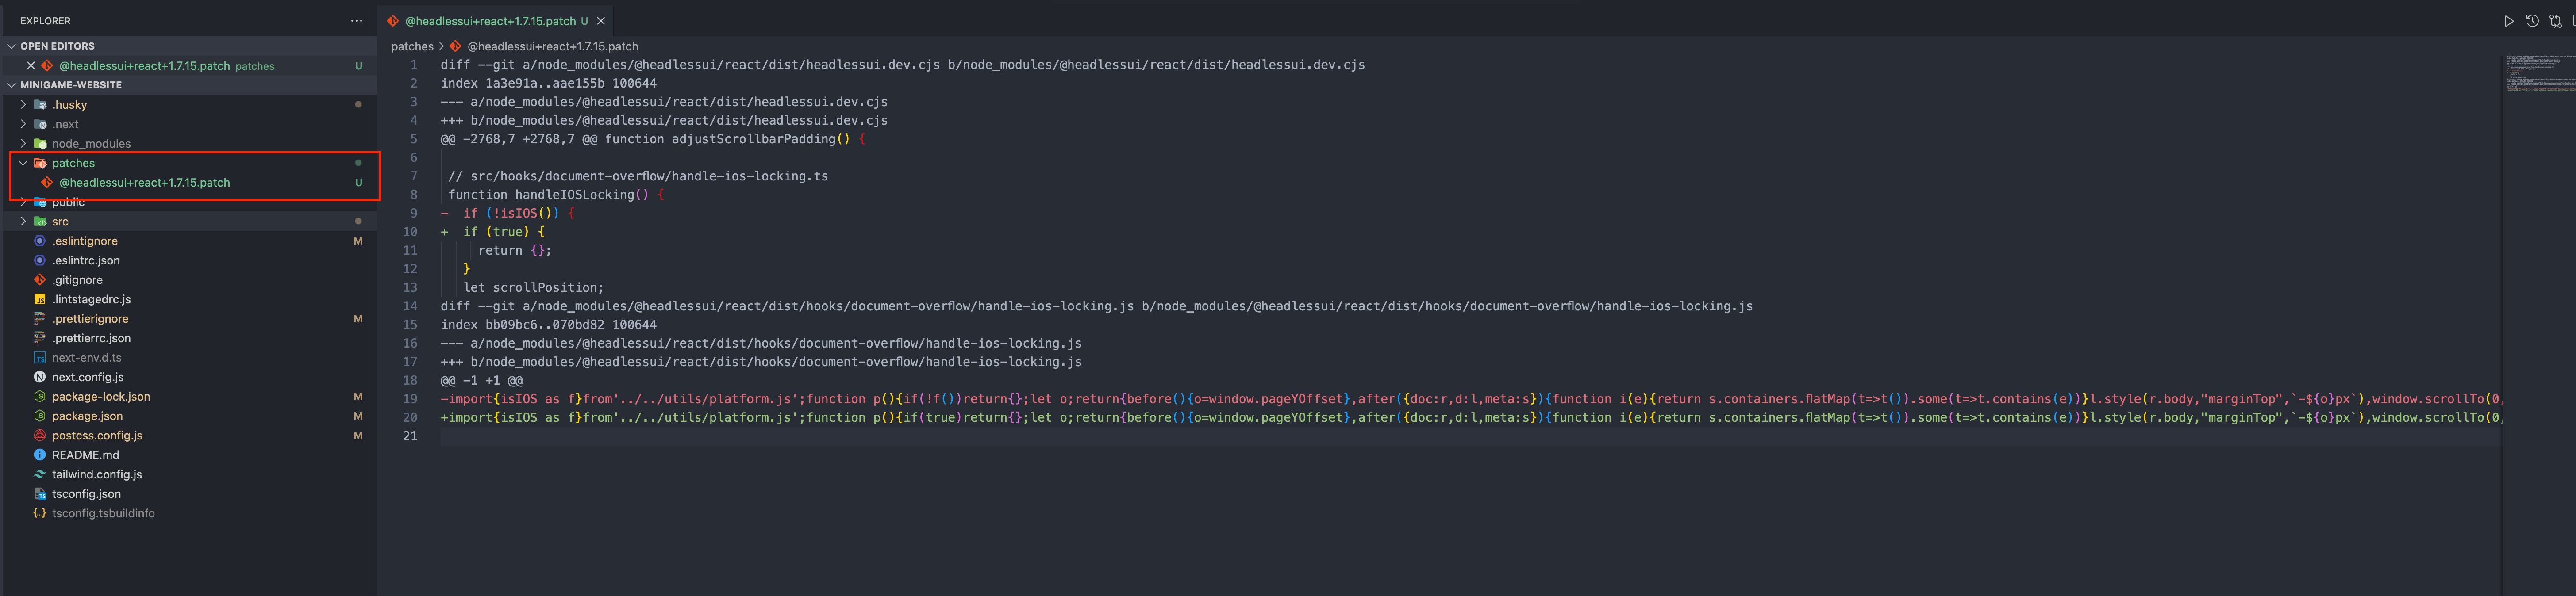 EXPLORER
OPEN EDITORS
@headlessui+react+1.7.15.patch patches U
MINIGAME-WEBSITE
.husky
.next
node_modules
patches
@headlessui+react+1.7.15.patch U
public
src
.eslintignore M
.eslintrc.json
.gitignore
.lintstagedrc.js
.prettierignore M
.prettierrc.json
next-env.d.ts
next.config.js
package-lock.json M
package.json M
postcss.config.js M
README.md
tailwind.config.js
tsconfig.json
tsconfig.tsbuildinfo
@headlessui+react+1.7.15.patch U
patches > @headlessui+react+1.7.15.patch
1 diff --git a/node_modules/@headlessui/react/dist/headlessui.dev.cjs b/node_modules/@headlessui/react/dist/headlessui.dev.cjs
2 index 1a3e91a..aae155b 100644
3 --- a/node_modules/@headlessui/react/dist/headlessui.dev.cjs
4 +++ b/node_modules/@headlessui/react/dist/headlessui.dev.cjs
5 @@ -2768,7 +2768,7 @@ function adjustScrollbarPadding() {
6
7 // src/hooks/document-overflow/handle-ios-locking.ts
8 function handleIOSLocking() {
9 - if (!isIOS()) {
10 + if (true) {
11 return {};
12 }
13 let scrollPosition;
14 diff --git a/node_modules/@headlessui/react/dist/hooks/document-overflow/handle-ios-locking.js b/node_modules/@headlessui/react/dist/hooks/document-overflow/handle-ios-locking.js
15 index bb09bc6..070bd82 100644
16 --- a/node_modules/@headlessui/react/dist/hooks/document-overflow/handle-ios-locking.js
17 +++ b/node_modules/@headlessui/react/dist/hooks/document-overflow/handle-ios-locking.js
18 @@ -1 +1 @@
19 -import{isIOS as f}from'../../utils/platform.js';function p(){if(!f())return{};let o;return{before(){o=window.pageYOffset},after({doc:r,d:l,meta:s}){function i(e){return s.containers.flatMap(t=>t()).some(t=>t.contains(e))}l.style(r.body,"marginTop",`-${o}px`),window.scrollTo(0,
20 +import{isIOS as f}from'../../utils/platform.js';function p(){if(true)return{};let o;return{before(){o=window.pageYOffset},after({doc:r,d:l,meta:s}){function i(e){return s.containers.flatMap(t=>t()).some(t=>t.contains(e))}l.style(r.body,"marginTop",`-${o}px`),window.scrollTo(0,
21